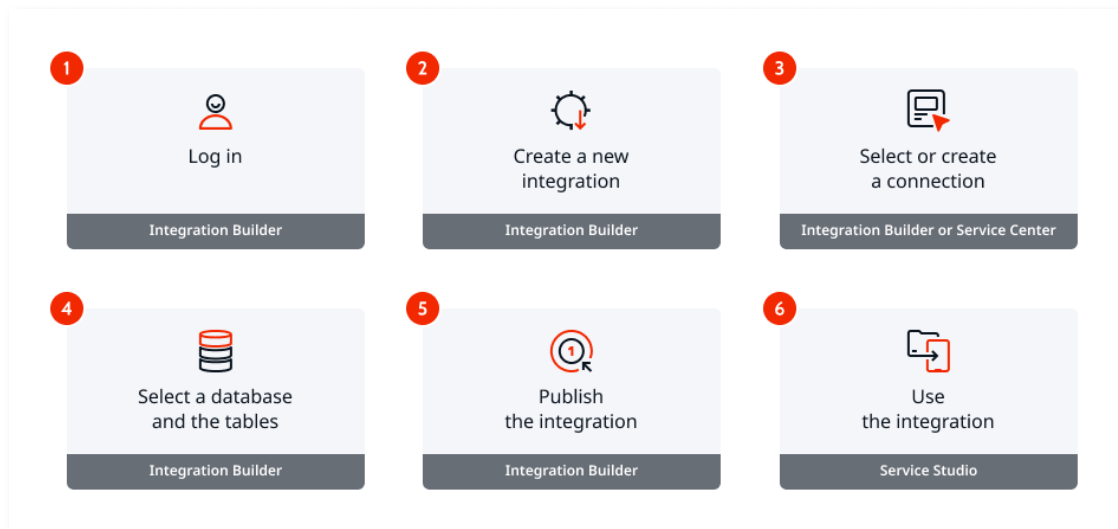 1
Log in
Integration Builder
2
Create a new
integration
Integration Builder
3
Select or create
a connection
Integration Builder or Service Center
4
Select a database
and the tables
Integration Builder
5
1
Publish
the integration
Integration Builder
6
Use
the integration
Service Studio